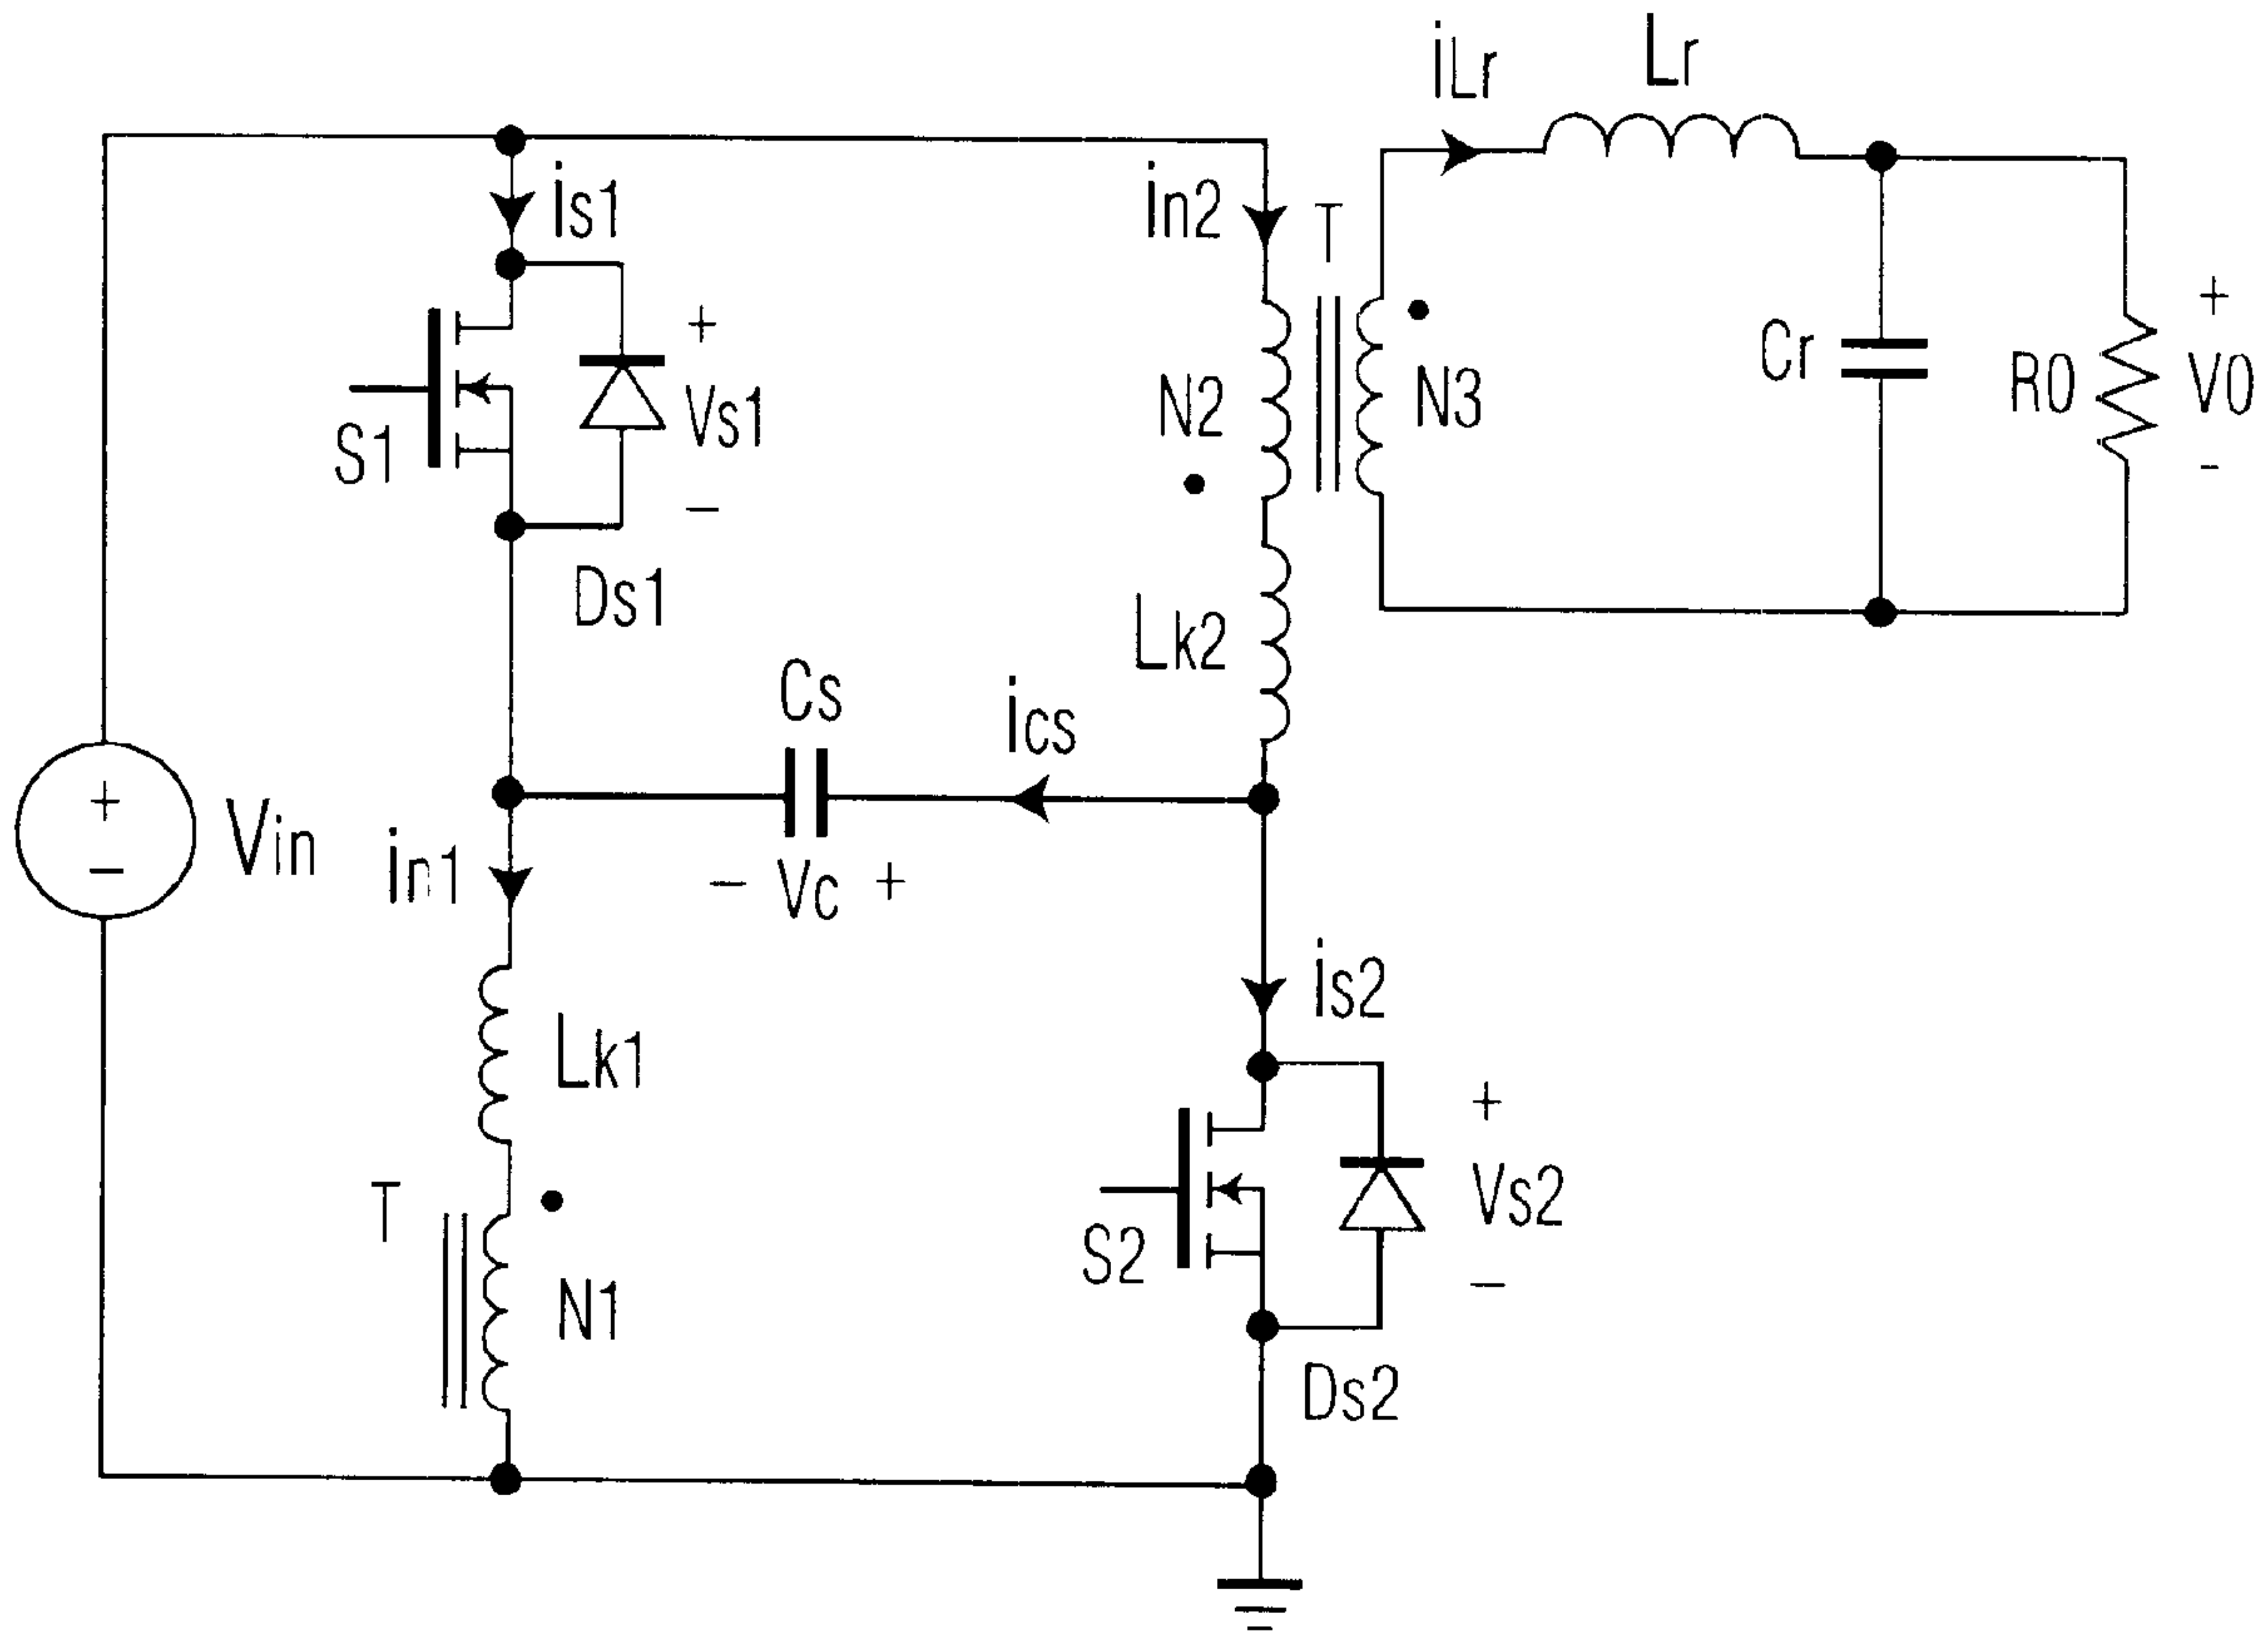 iLr
Lr
is1
in2
T
+
Vs1
−
S1
N2
N3
Cr
R0
+
V0
-
Ds1
Lk2
Cs
ics
+
−
Vin
in1
− Vc +
is2
Lk1
+
Vs2
−
T
S2
N1
Ds2